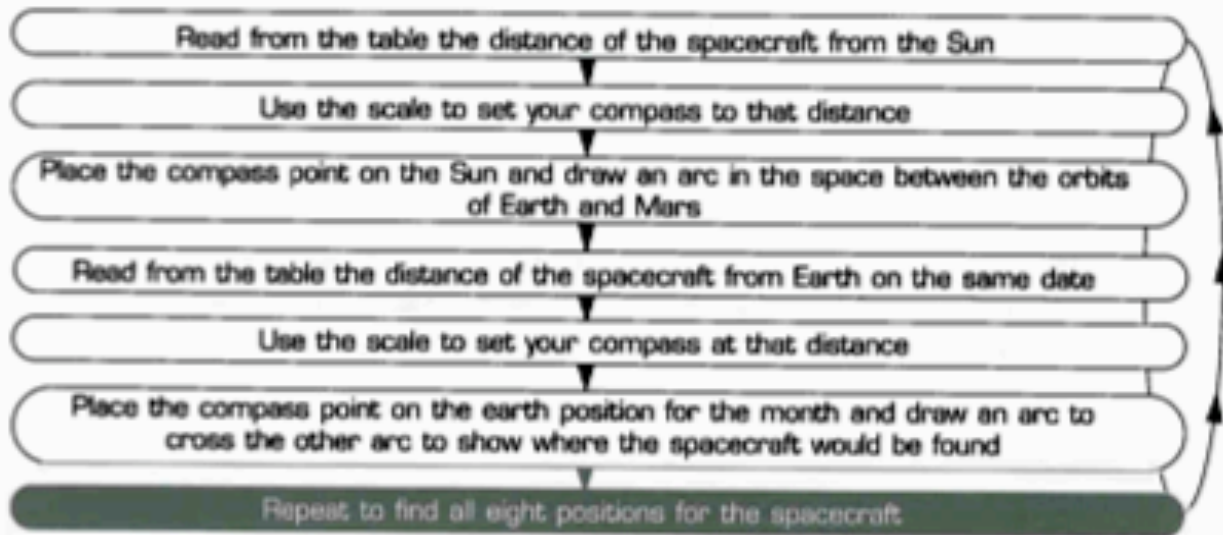 Read from the table the distance of the spacecraft from the Sun
Use the scale to set your compass to that distance
Place the compass point on the Sun and draw an arc in the space between the orbits
of Earth and Mars
Read from the table the distance of the spacecraft from Earth on the same date
Use the scale to set your compass at that distance
Place the compass point on the earth position for the month and draw an arc to
cross the other arc to show where the spacecraft would be found
Repeat to find all eight positions for the spacecraft